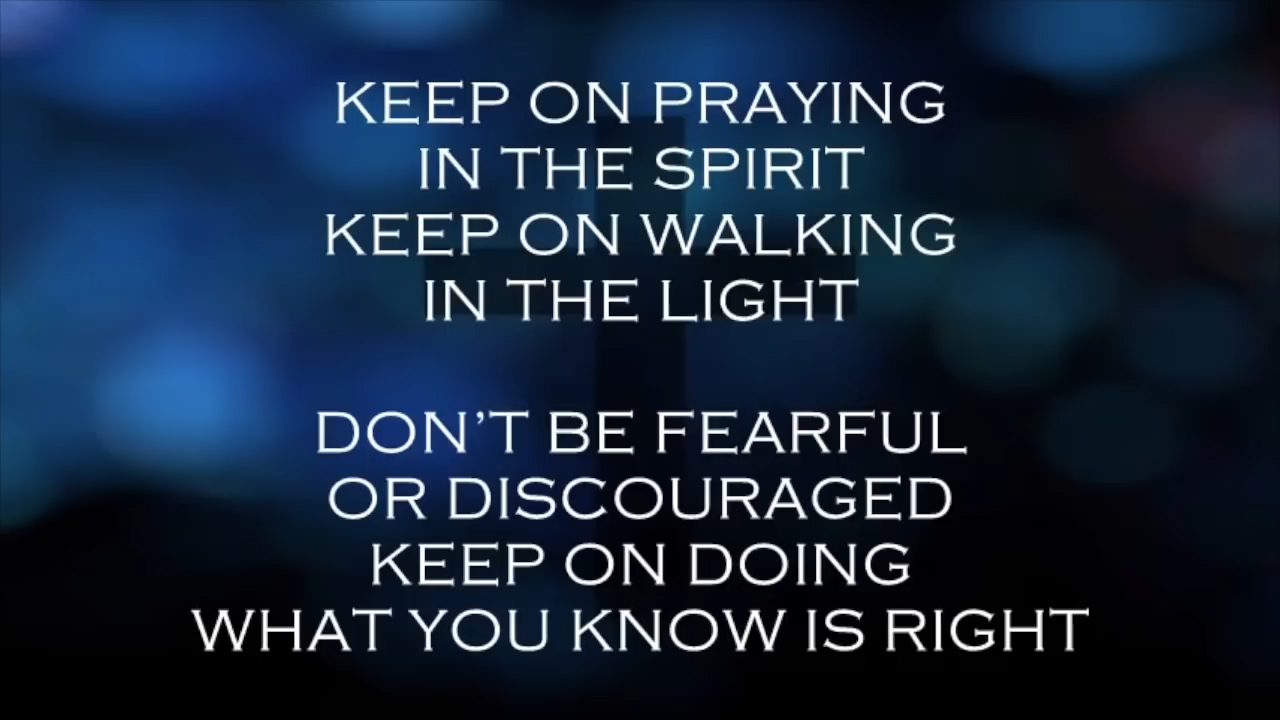 KEEP ON PRAYING
IN THE SPIRIT
KEEP ON WALKING
IN THE LIGHT
DON'T BE FEARFUL
OR DISCOURAGED
KEEP ON DOING
WHAT YOU KNOW IS RIGHT